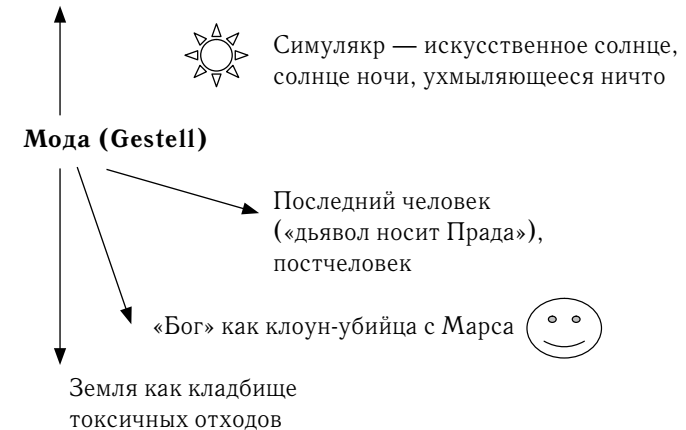 Симулякр — искусственное солнце,
солнце ночи, ухмыляющееся ничто
Мода (Gestell)
Последний человек
(«дьявол носит Прада»),
постчеловек
«Бог» как клоун-убийца с Марса
Земля как кладбище
токсичных отходов